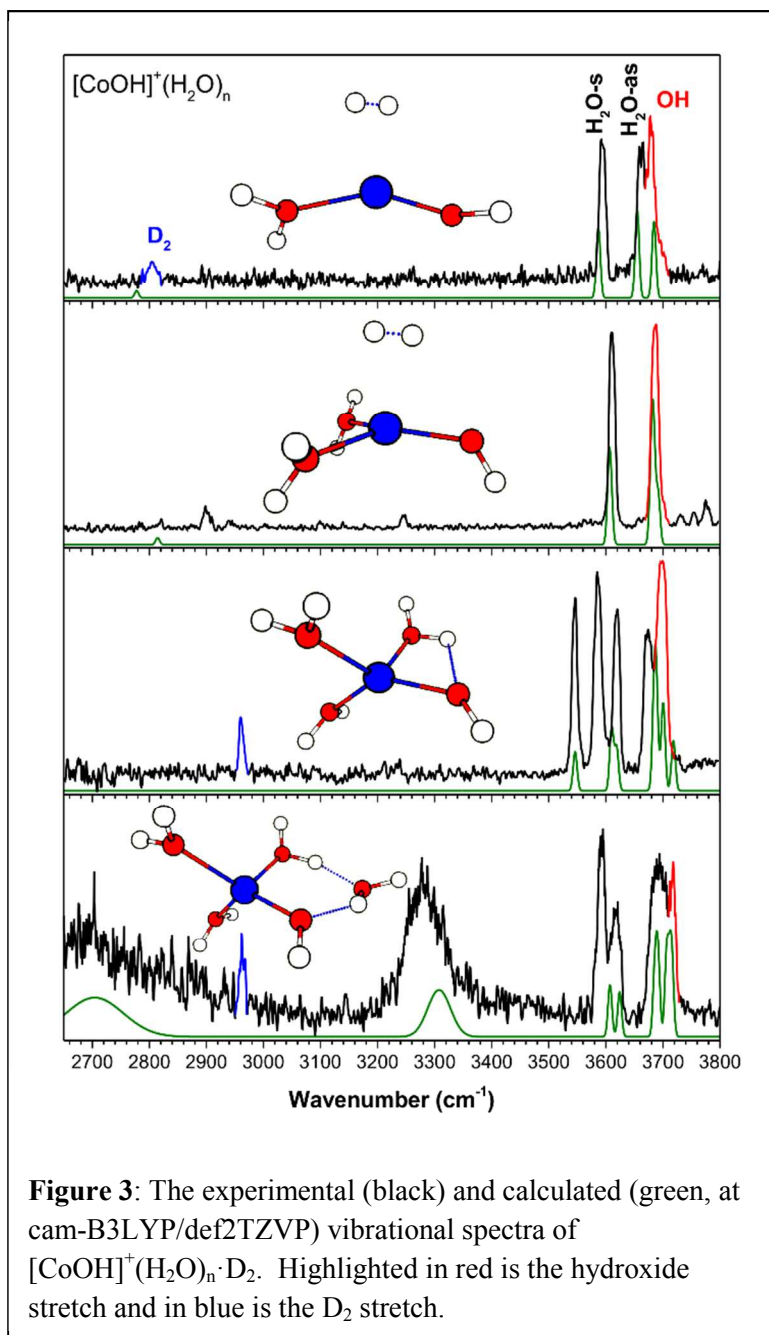 [CoOH]⁺(H₂O)ₙ
H₂O-s
H₂O-as
OH
D₂
2700 2800 2900 3000 3100 3200 3300 3400 3500 3600 3700 3800
Wavenumber (cm⁻¹)
Figure 3: The experimental (black) and calculated (green, at
cam-B3LYP/def2TZVP) vibrational spectra of
[CoOH]⁺(H₂O)ₙ·D₂. Highlighted in red is the hydroxide
stretch and in blue is the D₂ stretch.